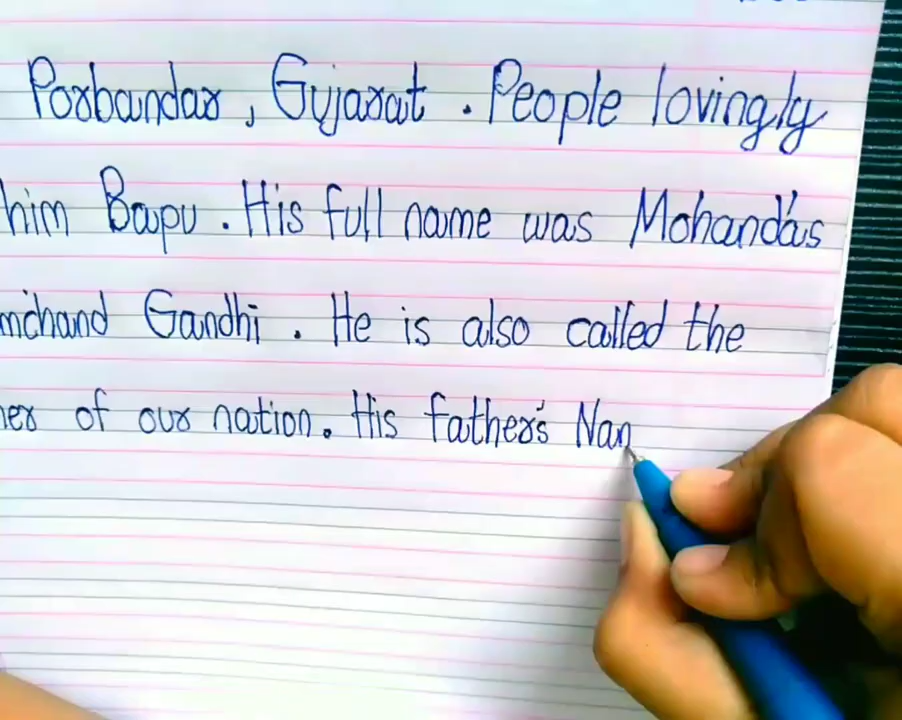 Porbandar, Gujarat. People lovingly
him Bapu. His full name was Mohandas
mchand Gandhi. He is also called the
her of our nation. His father's Nan